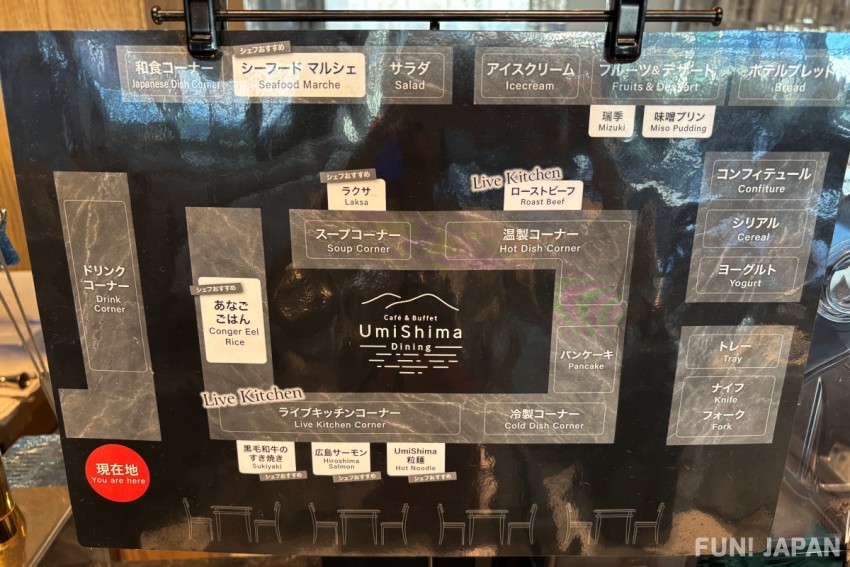 和食コーナー
Japanese Dish Corner
シェフおすすめ
シーフード マルシェ
Seafood Marche
サラダ
Salad
アイスクリーム
Icecream
フルーツ&デザート
Fruits & Dessert
ホテルブレッド
Bread
瑞季
Mizuki
味噌プリン
Miso Pudding
シェフおすすめ
ラクサ
Laksa
Live Kitchen
ローストビーフ
Roast Beef
コンフィチュール
Confiture
シリアル
Cereal
ヨーグルト
Yogurt
ドリンク
コーナー
Drink
Corner
スープコーナー
Soup Corner
温製コーナー
Hot Dish Corner
シェフおすすめ
あなご
ごはん
Conger Eel
Rice
Café & Buffet
UmiShima
Dining
パンケーキ
Pancake
トレー
Tray
ナイフ
Knife
フォーク
Fork
Live Kitchen
ライブキッチンコーナー
Live Kitchen Corner
冷製コーナー
Cold Dish Corner
黒毛和牛の
すき焼き
Sukiyaki
シェフおすすめ
広島サーモン
Hiroshima
Salmon
シェフおすすめ
UmiShima
粒麺
Hot Noodle
シェフおすすめ
現在地
You are here
FUN! JAPAN